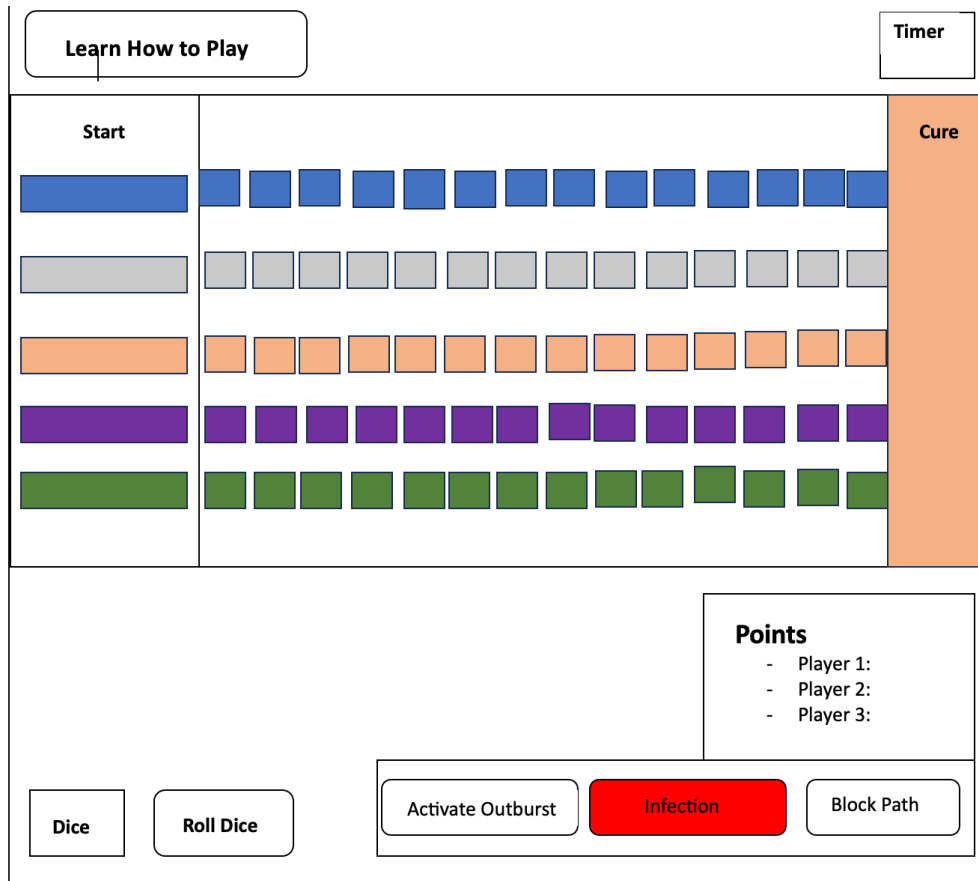 Learn How to Play
Timer
Start
Cure
Points
- Player 1:
- Player 2:
- Player 3:
Activate Outburst
Infection
Block Path
Dice
Roll Dice